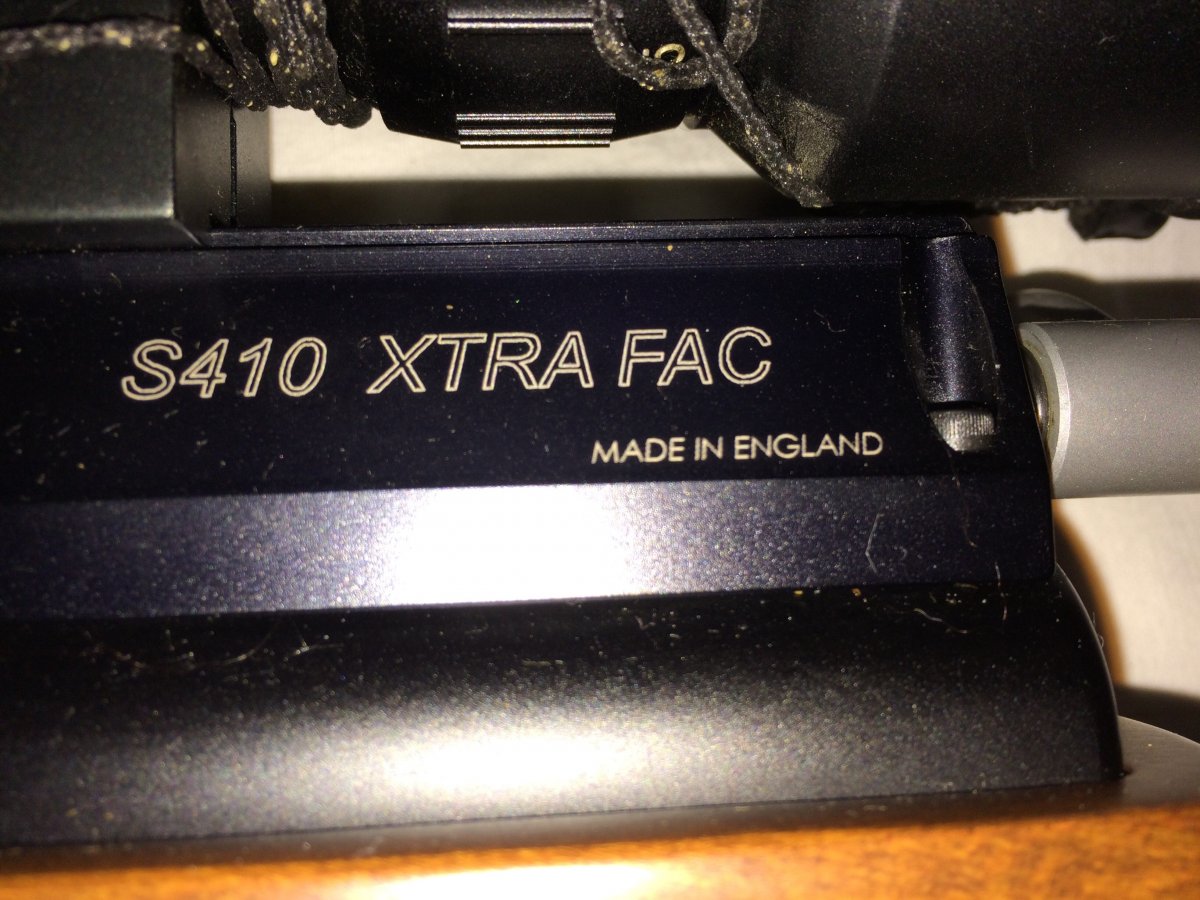 S410 XTRA FAC
MADE IN ENGLAND